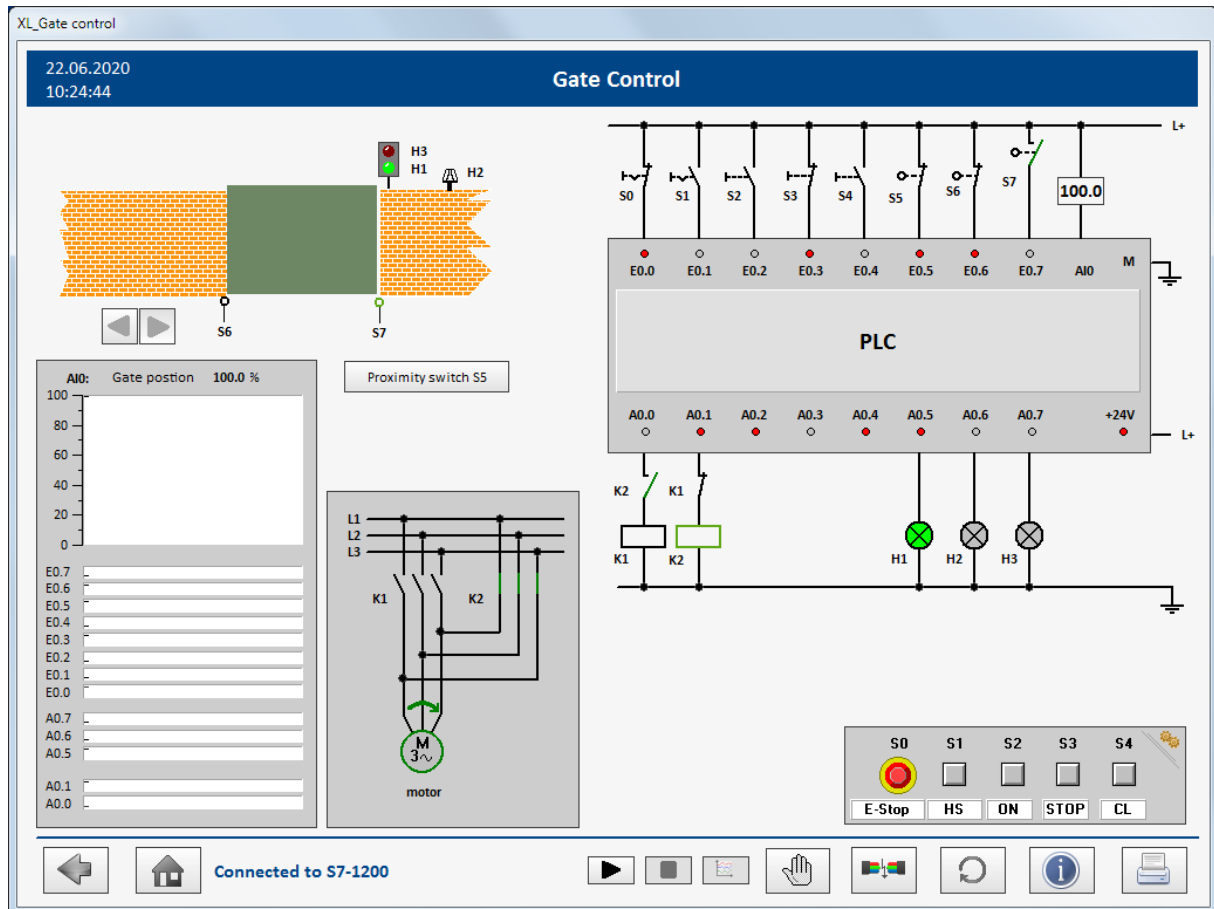 XL_Gate control
22.06.2020
10:24:44
Gate Control
H3
H1
H2
S6
S7
L+
S0 S1 S2 S3 S4 S5 S6 S7
100.0
E0.0 E0.1 E0.2 E0.3 E0.4 E0.5 E0.6 E0.7 AI0 M
PLC
A0.0 A0.1 A0.2 A0.3 A0.4 A0.5 A0.6 A0.7 +24V
L+
K2 K1
K1 K2 H1 H2 H3
AI0: Gate postion 100.0 %
100
80
60
40
20
0
E0.7
E0.6
E0.5
E0.4
E0.3
E0.2
E0.1
E0.0
A0.7
A0.6
A0.5
A0.1
A0.0
Proximity switch S5
L1
L2
L3
K1 K2
M
3~
motor
S0 S1 S2 S3 S4
E-Stop HS ON STOP CL
Connected to S7-1200